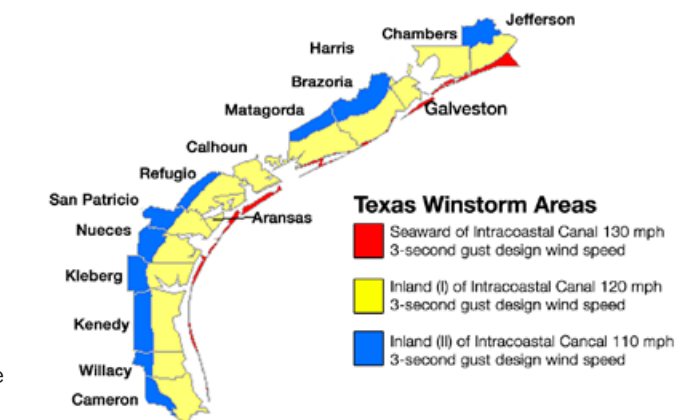 Jefferson
Chambers
Harris
Brazoria
Matagorda
Galveston
Calhoun
Refugio
San Patricio
Aransas
Nueces
Kleberg
Kenedy
Willacy
Cameron
Texas Winstorm Areas
Seaward of Intracoastal Canal 130 mph
3-second gust design wind speed
Inland (I) of Intracoastal Canal 120 mph
3-second gust design wind speed
Inland (II) of Intracoastal Cancal 110 mph
3-second gust design wind speed
e